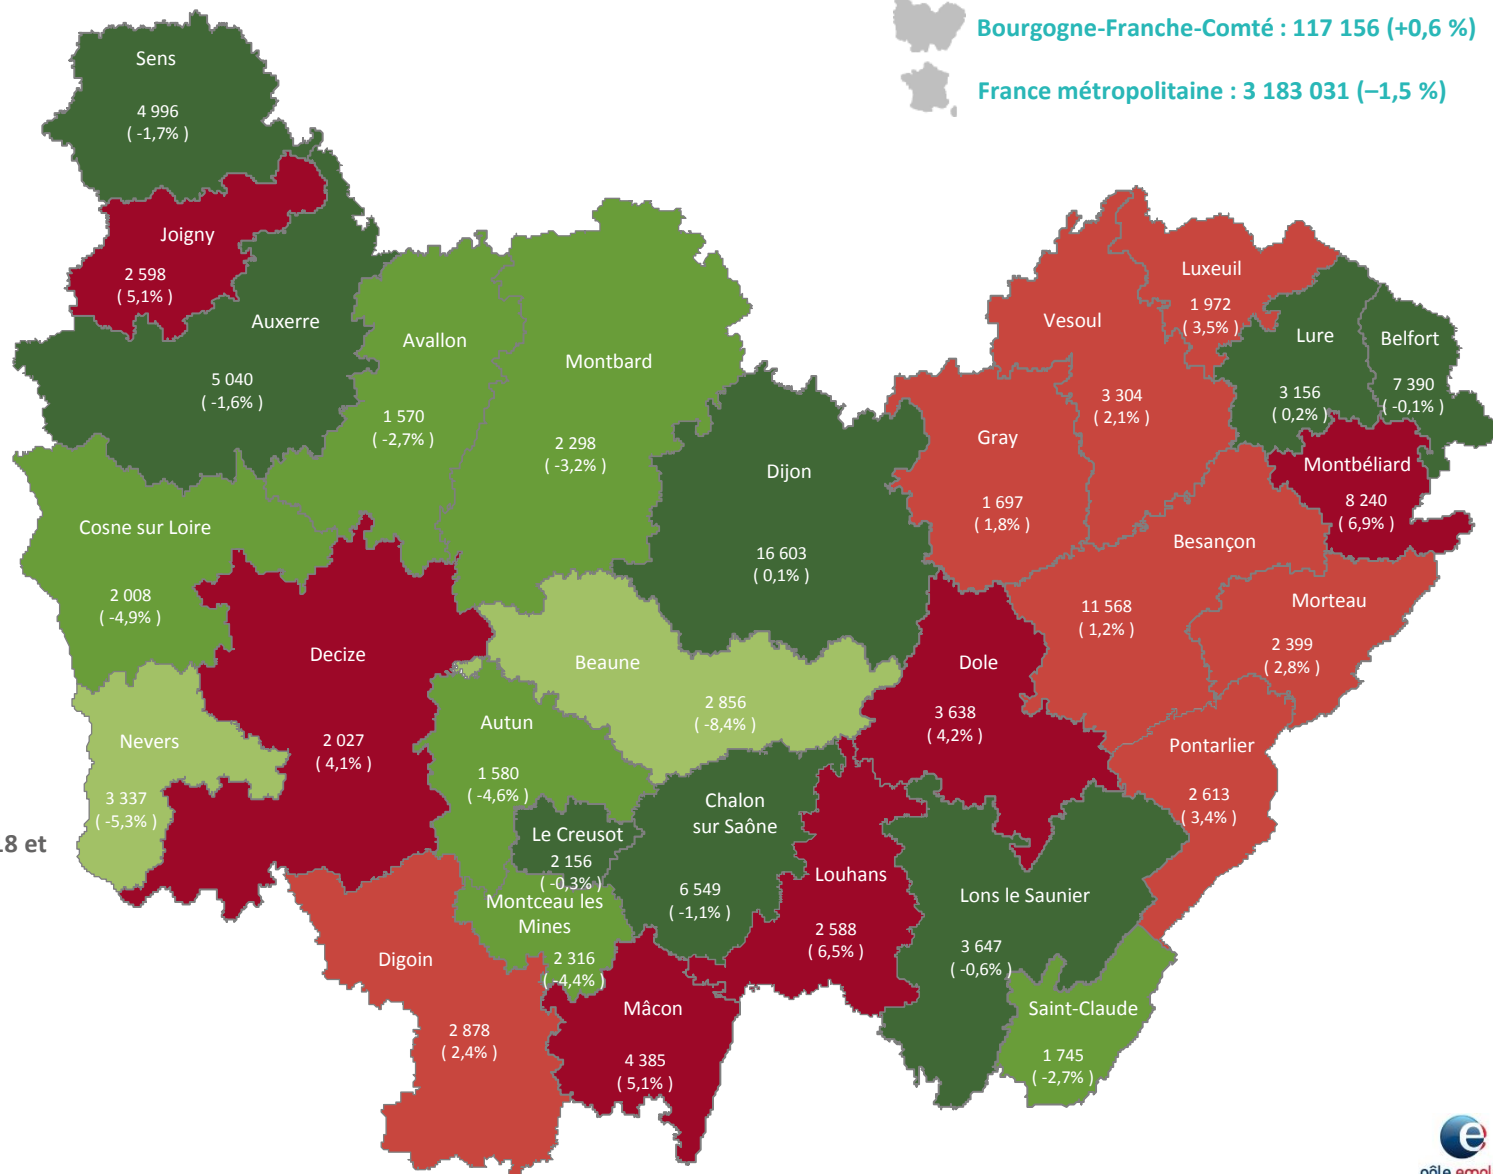 Bourgogne-Franche-Comté : 117 156 (+0,6 %)
France métropolitaine : 3 183 031 (–1,5 %)
Sens
4 996
( -1,7% )
Joigny
2 598
( 5,1% )
Auxerre
5 040
( -1,6% )
Avallon
1 570
( -2,7% )
Montbard
2 298
( -3,2% )
Dijon
16 603
( 0,1% )
Vesoul
3 304
( 2,1% )
Luxeuil
1 972
( 3,5% )
Lure
3 156
( 0,2% )
Belfort
7 390
( -0,1% )
Montbéliard
8 240
( 6,9% )
Gray
1 697
( 1,8% )
Besançon
11 568
( 1,2% )
Morteau
2 399
( 2,8% )
Cosne sur Loire
2 008
( -4,9% )
Decize
2 027
( 4,1% )
Nevers
3 337
( -5,3% )
Beaune
2 856
( -8,4% )
Autun
1 580
( -4,6% )
Dole
3 638
( 4,2% )
Pontarlier
2 613
( 3,4% )
Le Creusot
2 156
( -0,3% )
Chalon
sur Saône
6 549
( -1,1% )
18 et
Louhans
2 588
( 6,5% )
Lons le Saunier
3 647
( -0,6% )
Montceau les
Mines
2 316
( -4,4% )
Digoin
2 878
( 2,4% )
Mâcon
4 385
( 5,1% )
Saint-Claude
1 745
( -2,7% )
pôle emploi